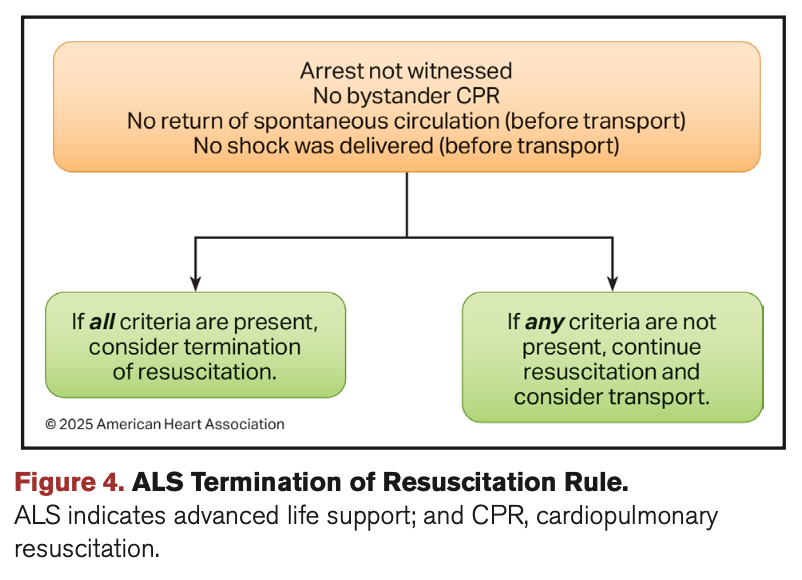 Arrest not witnessed
No bystander CPR
No return of spontaneous circulation (before transport)
No shock was delivered (before transport)
If all criteria are present,
consider termination
of resuscitation.
If any criteria are not
present, continue
resuscitation and
consider transport.
© 2025 American Heart Association
Figure 4. ALS Termination of Resuscitation Rule.
ALS indicates advanced life support; and CPR, cardiopulmonary
resuscitation.